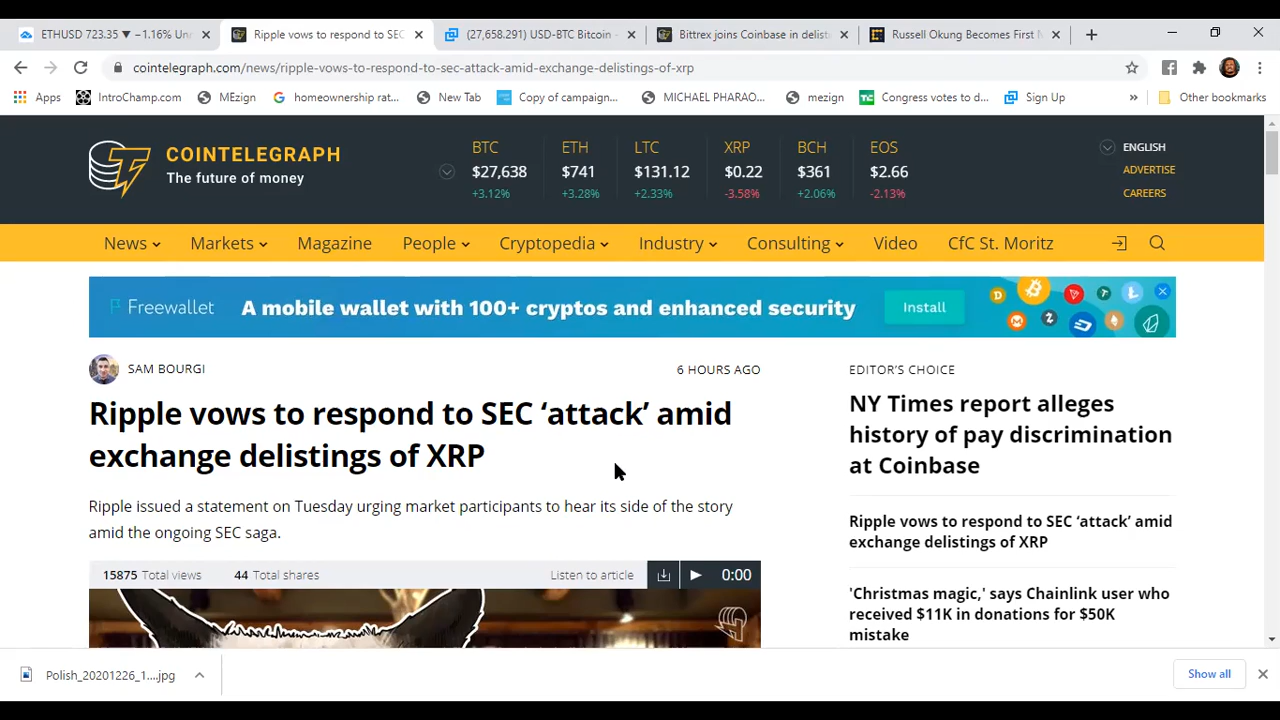 ETHUSD 723.35 ▼ −1.16% Un
Ripple vows to respond to SEC
(27,658.291) USD-BTC Bitcoin -
Bittrex joins Coinbase in delist
Russell Okung Becomes First N
cointelegraph.com/news/ripple-vows-to-respond-to-sec-attack-amid-exchange-delistings-of-xrp
Apps
IntroChamp.com
MEzign
homeownership rat...
New Tab
Copy of campaign...
MICHAEL PHARAO...
mezign
Congress votes to d...
Sign Up
»
Other bookmarks
COINTELEGRAPH
The future of money
BTC ETH LTC XRP BCH EOS
$27,638 $741 $131.12 $0.22 $361 $2.66
+3.12% +3.28% +2.33% -3.58% +2.06% -2.13%
ENGLISH
ADVERTISE
CAREERS
News Markets Magazine People Cryptopedia Industry Consulting Video CfC St. Moritz
Freewallet A mobile wallet with 100+ cryptos and enhanced security Install
SAM BOURGI
6 HOURS AGO
Ripple vows to respond to SEC ‘attack’ amid
exchange delistings of XRP
Ripple issued a statement on Tuesday urging market participants to hear its side of the story
amid the ongoing SEC saga.
15875 Total views 44 Total shares Listen to article 0:00
EDITOR’S CHOICE
NY Times report alleges
history of pay discrimination
at Coinbase
Ripple vows to respond to SEC ‘attack’ amid
exchange delistings of XRP
'Christmas magic,' says Chainlink user who
received $11K in donations for $50K
mistake
Polish_20201226_1....jpg
Show all